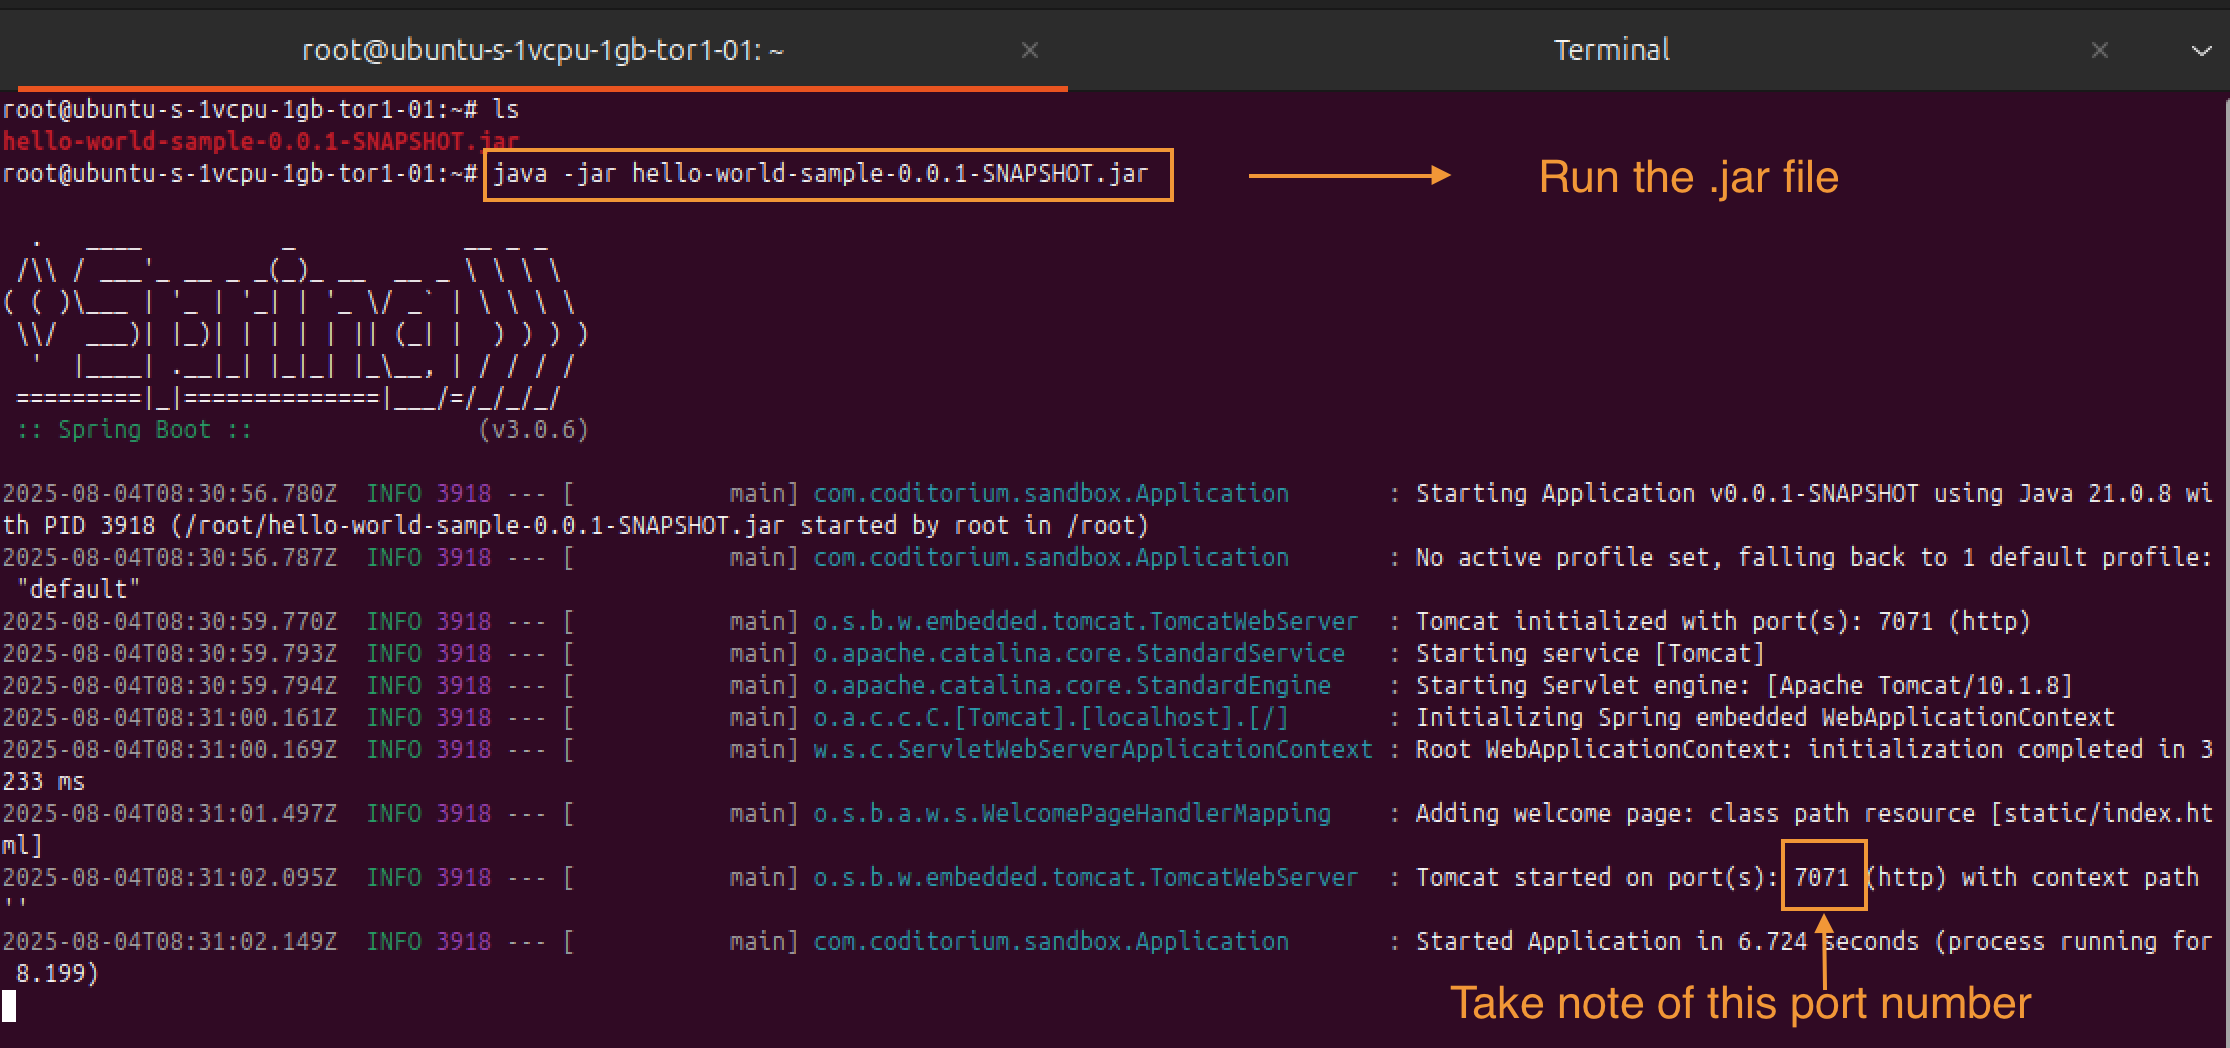 root@ubuntu-s-1vcpu-1gb-tor1-01: ~
Terminal
root@ubuntu-s-1vcpu-1gb-tor1-01:~# ls
hello-world-sample-0.0.1-SNAPSHOT.jar
root@ubuntu-s-1vcpu-1gb-tor1-01:~# java -jar hello-world-sample-0.0.1-SNAPSHOT.jar
Run the .jar file
  .   ____          _            __ _ _
 /\\ / ___'_ __ _ _(_)_ __  __ _ \ \ \ \
( ( )\___ | '_ | '_| | '_ \/ _` | \ \ \ \
 \\/  ___)| |_)| | | | | || (_| |  ) ) ) )
  '  |____| .__|_| |_|_| |_\__, | / / / /
 =========|_|==============|___/=/_/_/_/
 :: Spring Boot ::                (v3.0.6)
2025-08-04T08:30:56.780Z  INFO 3918 --- [           main] com.coditorium.sandbox.Application       : Starting Application v0.0.1-SNAPSHOT using Java 21.0.8 wi
th PID 3918 (/root/hello-world-sample-0.0.1-SNAPSHOT.jar started by root in /root)
2025-08-04T08:30:56.787Z  INFO 3918 --- [           main] com.coditorium.sandbox.Application       : No active profile set, falling back to 1 default profile:
 "default"
2025-08-04T08:30:59.770Z  INFO 3918 --- [           main] o.s.b.w.embedded.tomcat.TomcatWebServer  : Tomcat initialized with port(s): 7071 (http)
2025-08-04T08:30:59.793Z  INFO 3918 --- [           main] o.apache.catalina.core.StandardService   : Starting service [Tomcat]
2025-08-04T08:30:59.794Z  INFO 3918 --- [           main] o.apache.catalina.core.StandardEngine    : Starting Servlet engine: [Apache Tomcat/10.1.8]
2025-08-04T08:31:00.161Z  INFO 3918 --- [           main] o.a.c.c.C.[Tomcat].[localhost].[/]       : Initializing Spring embedded WebApplicationContext
2025-08-04T08:31:00.169Z  INFO 3918 --- [           main] w.s.c.ServletWebServerApplicationContext : Root WebApplicationContext: initialization completed in 3
233 ms
2025-08-04T08:31:01.497Z  INFO 3918 --- [           main] o.s.b.a.w.s.WelcomePageHandlerMapping    : Adding welcome page: class path resource [static/index.ht
ml]
2025-08-04T08:31:02.095Z  INFO 3918 --- [           main] o.s.b.w.embedded.tomcat.TomcatWebServer  : Tomcat started on port(s): 7071 (http) with context path
''
2025-08-04T08:31:02.149Z  INFO 3918 --- [           main] com.coditorium.sandbox.Application       : Started Application in 6.724 seconds (process running for
 8.199)
Take note of this port number